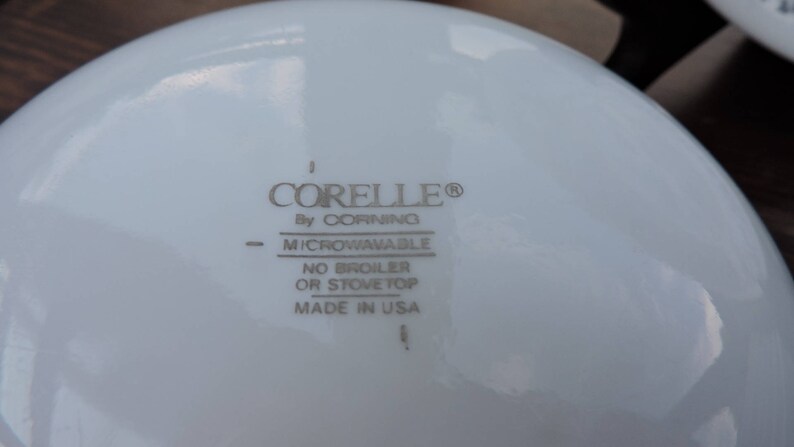 CORELLE®
By CORNING
MICROWAVABLE
NO BROILER
OR STOVETOP
MADE IN USA